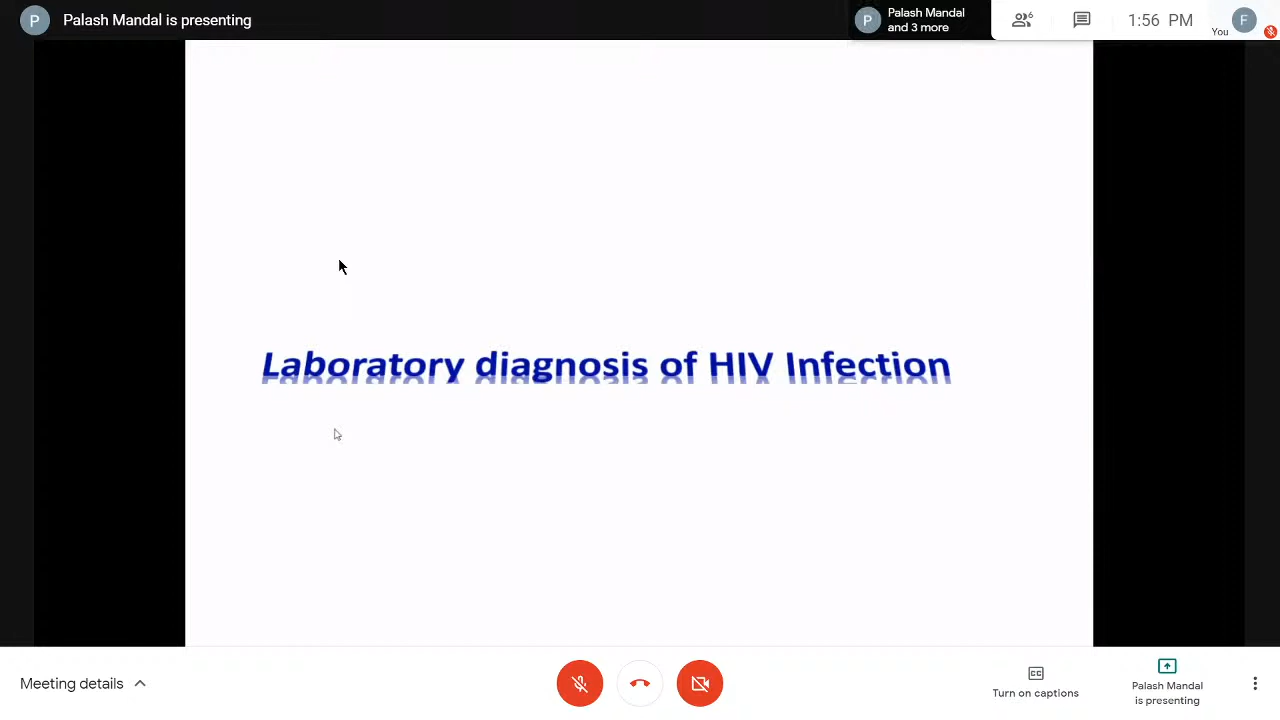 P Palash Mandal is presenting
P Palash Mandal
and 3 more
6
1:56 PM
You
F
Laboratory diagnosis of HIV Infection
Meeting details
CC
Turn on captions
Palash Mandal
is presenting